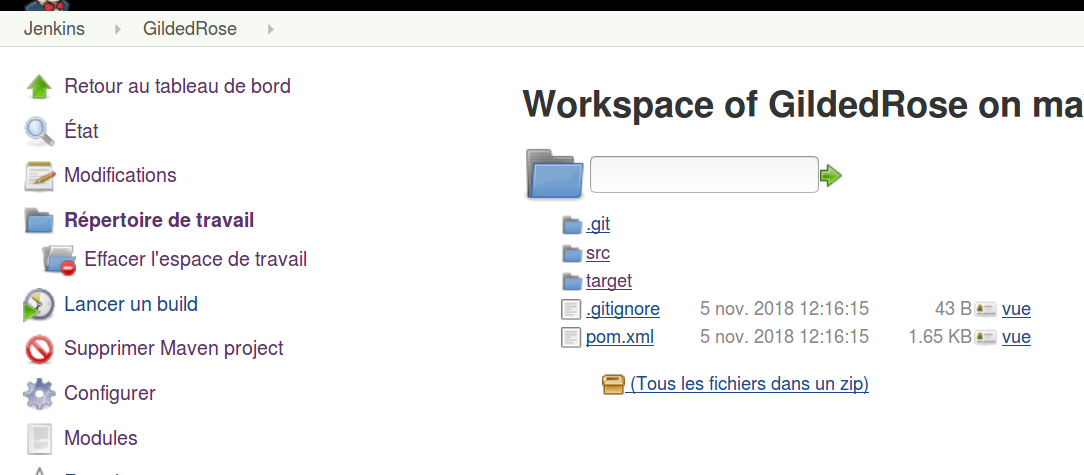 Jenkins GildedRose
Retour au tableau de bord
État
Modifications
Répertoire de travail
Effacer l'espace de travail
Lancer un build
Supprimer Maven project
Configurer
Modules
Workspace of GildedRose on
.git
src
target
.gitignore 5 nov. 2018 12:16:15 43 B vue
pom.xml 5 nov. 2018 12:16:15 1.65 KB vue
(Tous les fichiers dans un zip)